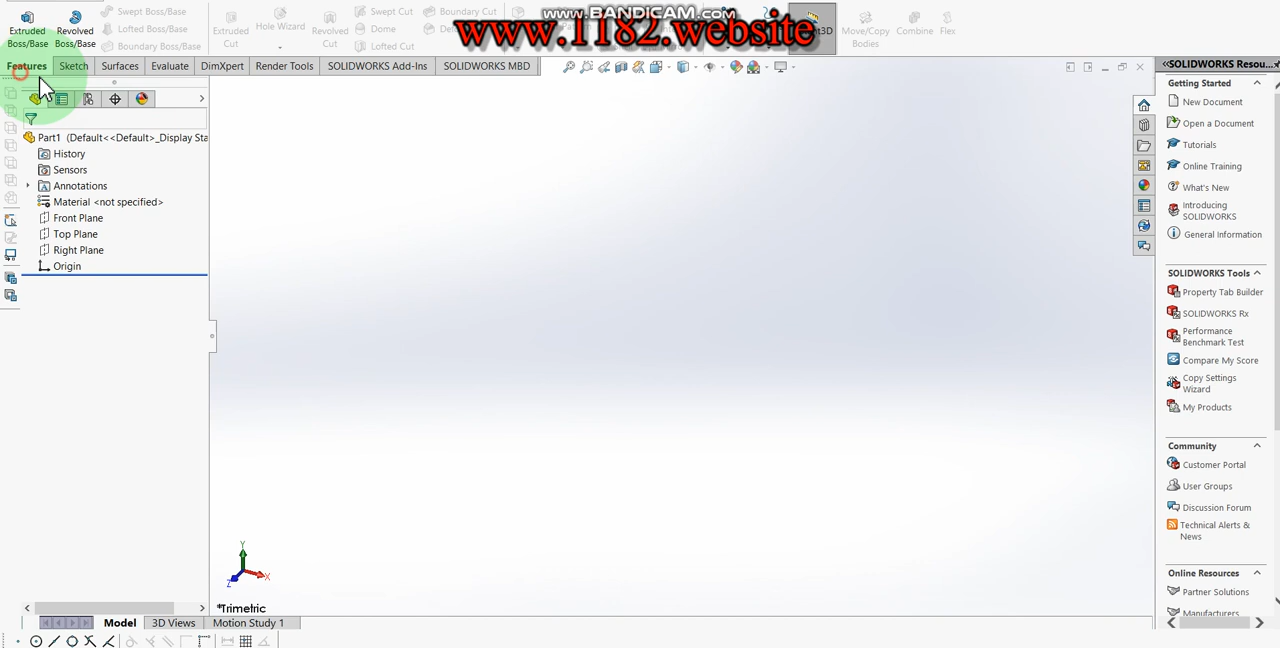 www.BANDICAM.com
www.1182.website
Extruded Boss/Base
Revolved Boss/Base
Swept Boss/Base
Lofted Boss/Base
Boundary Boss/Base
Extruded Cut
Hole Wizard
Revolved Cut
Swept Cut
Dome
Lofted Cut
Boundary Cut
Move/Copy Bodies
Combine
Flex
Features
Sketch
Surfaces
Evaluate
DimXpert
Render Tools
SOLIDWORKS Add-Ins
SOLIDWORKS MBD
Part1 (Default<<Default>_Display Sta
History
Sensors
Annotations
Material <not specified>
Front Plane
Top Plane
Right Plane
Origin
Y
X
Z
*Trimetric
Model
3D Views
Motion Study 1
SOLIDWORKS Resou...
Getting Started
New Document
Open a Document
Tutorials
Online Training
What's New
Introducing
SOLIDWORKS
General Information
SOLIDWORKS Tools
Property Tab Builder
SOLIDWORKS Rx
Performance
Benchmark Test
Compare My Score
Copy Settings
Wizard
My Products
Community
Customer Portal
User Groups
Discussion Forum
Technical Alerts &
News
Online Resources
Partner Solutions
Manufacturers